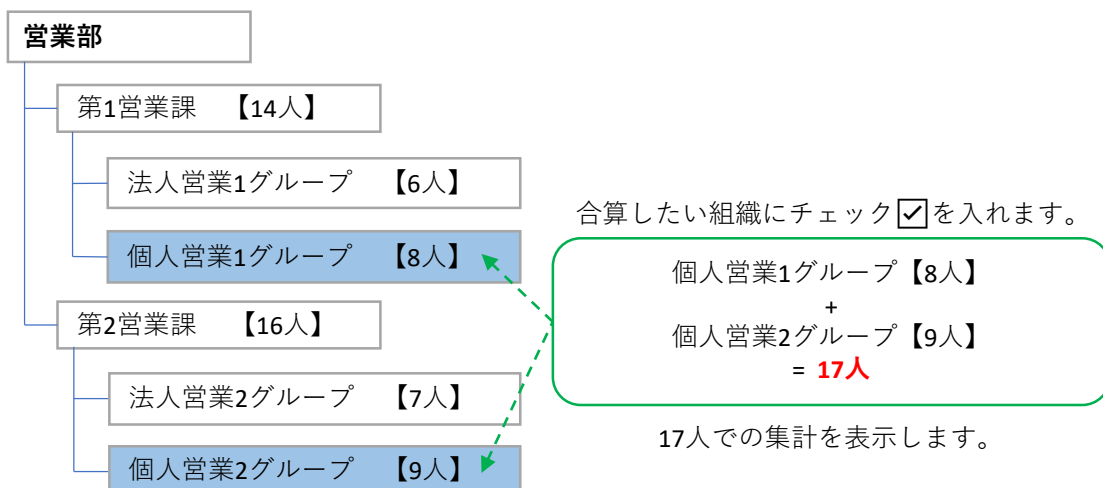 営業部
第1営業課 【14人】
法人営業1グループ 【6人】
個人営業1グループ 【8人】
第2営業課 【16人】
法人営業2グループ 【7人】
個人営業2グループ 【9人】
合算したい組織にチェック☑を入れます。
個人営業1グループ【8人】
+
個人営業2グループ【9人】
= 17人
17人での集計を表示します。